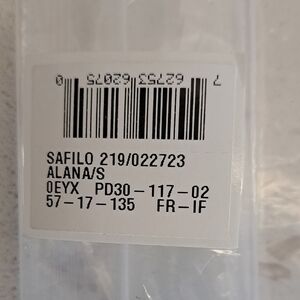 7 62753 62075 0
SAFILO 219/022723
ALANA/S
0EYX PD30-117-02
57-17-135 FR-IF